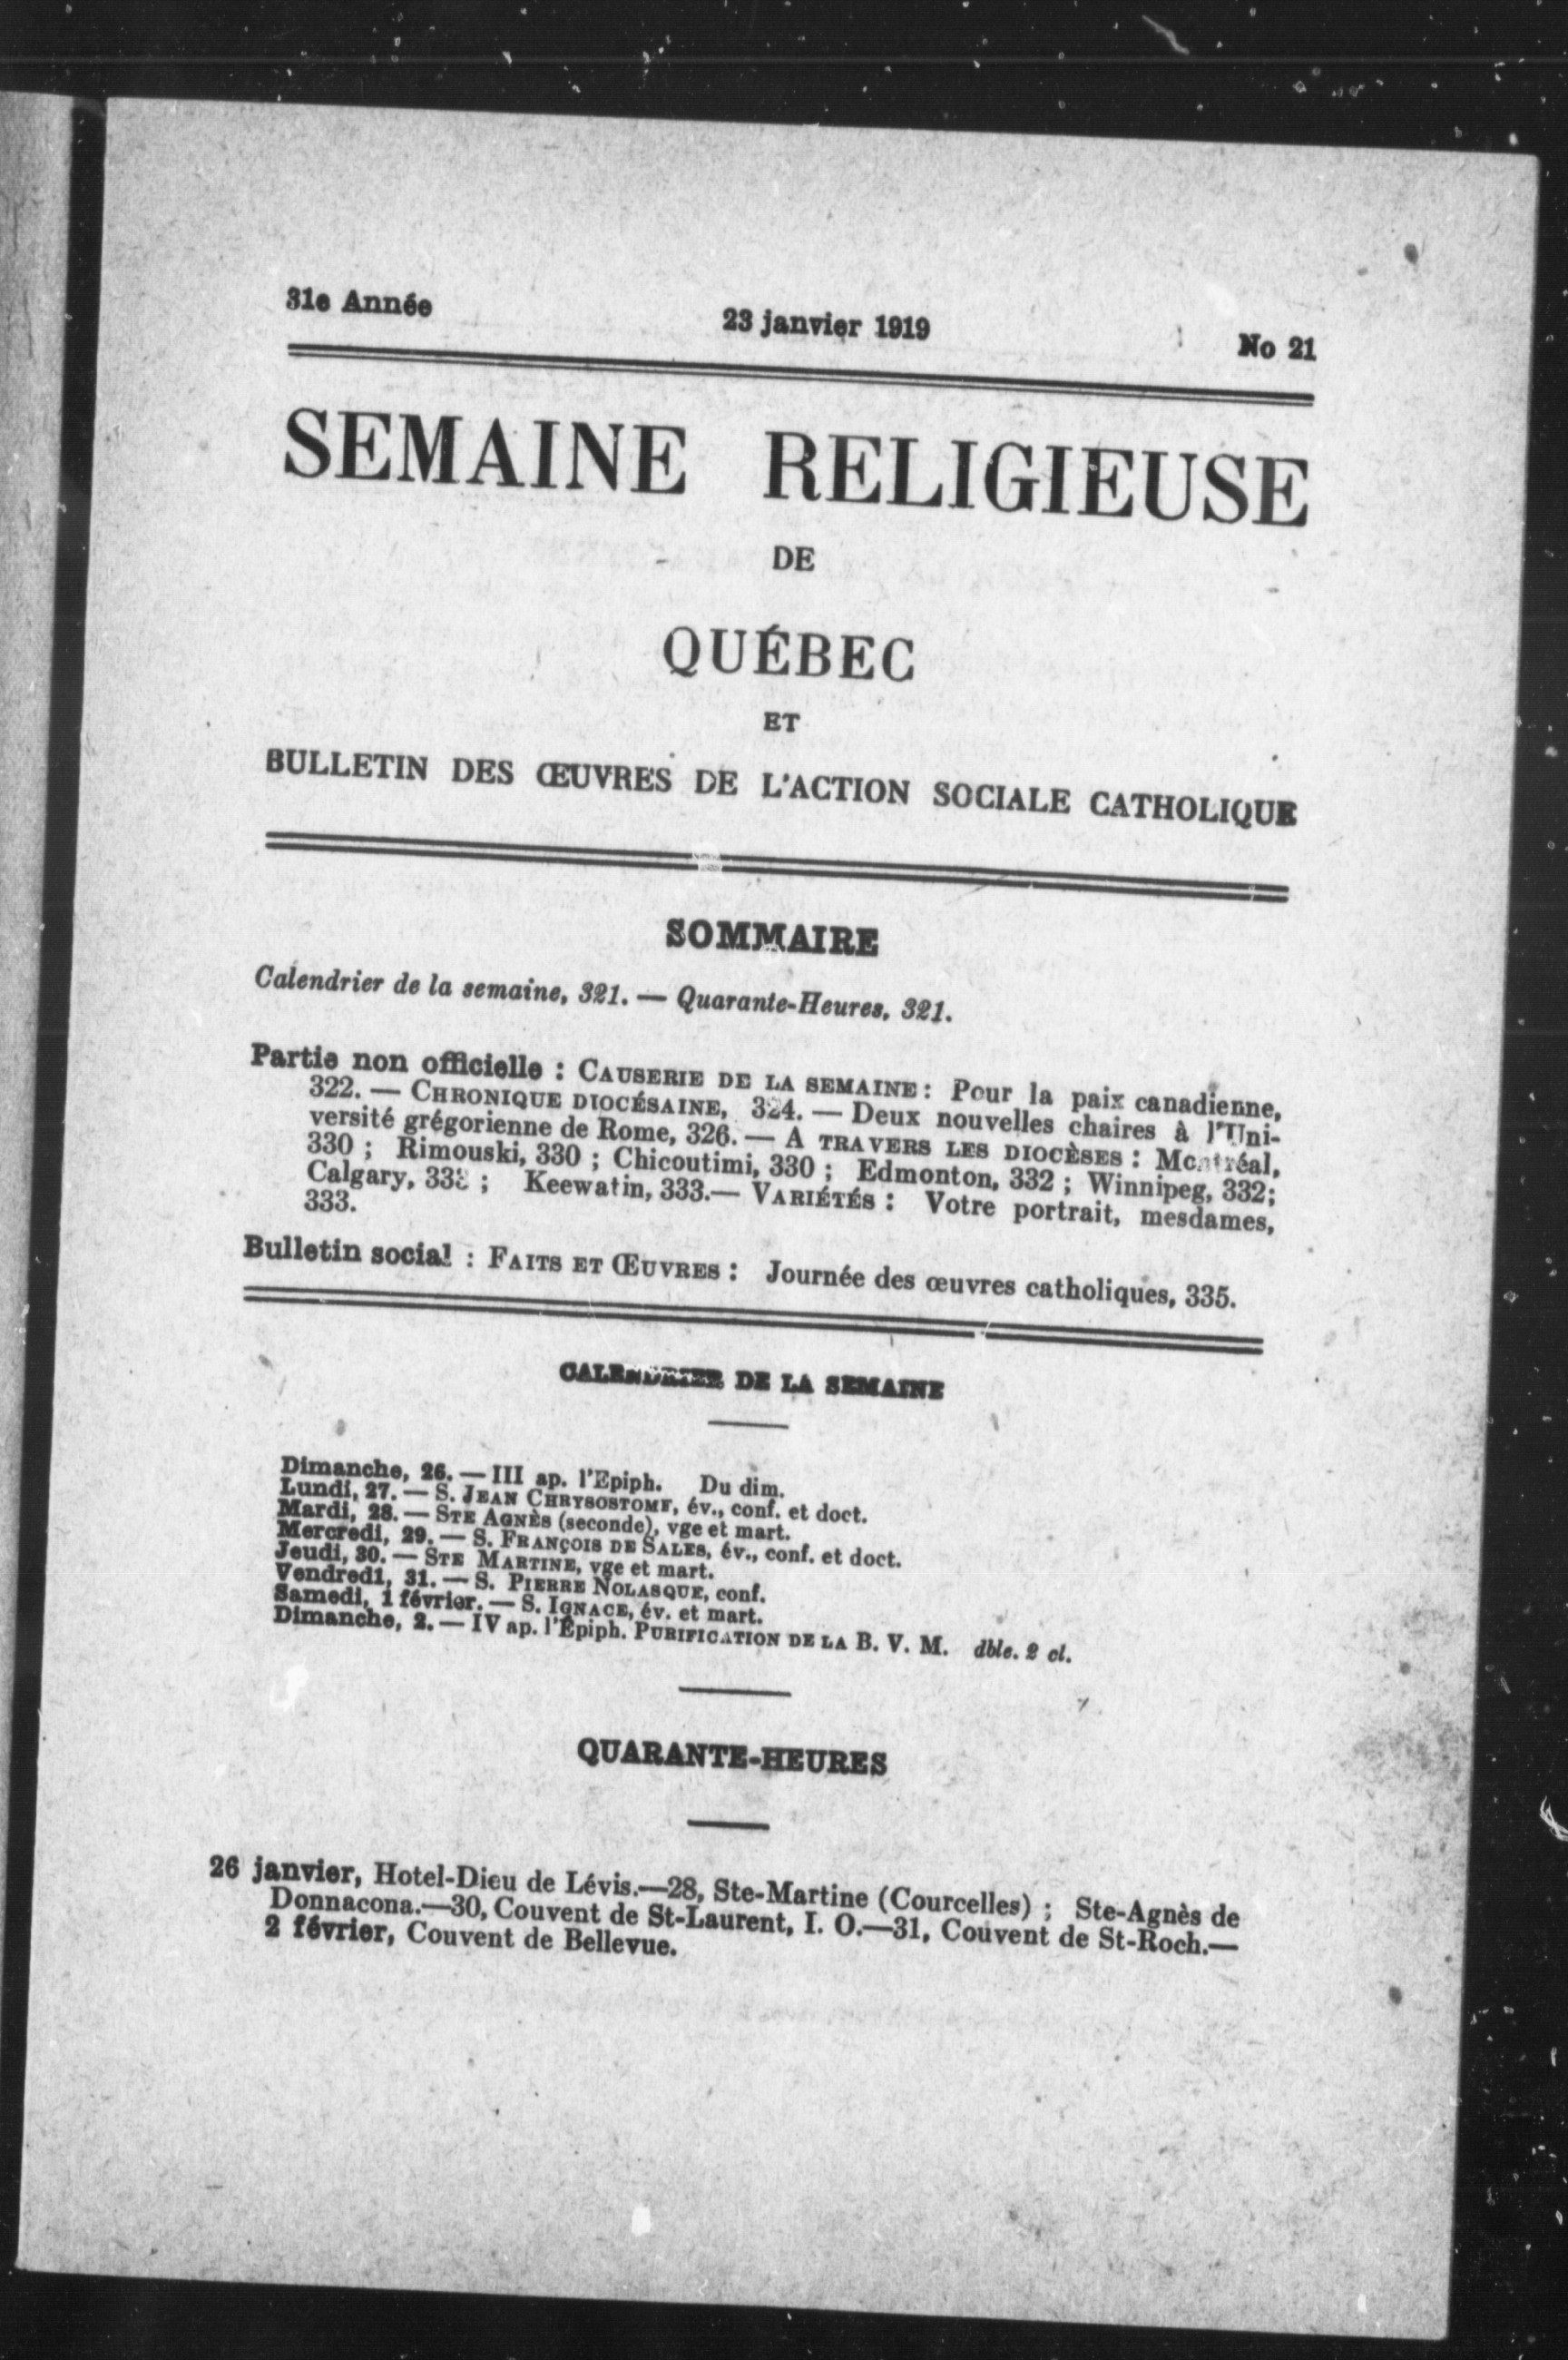 31e Année 23 janvier 1919 No 21
SEMAINE RELIGIEUSE
DE
QUÉBEC
ET
BULLETIN DES ŒUVRES DE L'ACTION SOCIALE CATHOLIQUE
SOMMAIRE
Calendrier de la semaine, 321. — Quarante-Heures, 321.
Partie non officielle : CAUSERIE DE LA SEMAINE : Pour la paix canadienne,
322. — CHRONIQUE DIOCÉSAINE, 324. — Deux nouvelles chaires à l'Uni-
versité grégorienne de Rome, 326. — A TRAVERS LES DIOCÈSES : Montréal,
330 ; Rimouski, 330 ; Chicoutimi, 330 ; Edmonton, 332 ; Winnipeg, 332;
Calgary, ; Keewatin, 333.— VARIÉTÉS : Votre portrait, mesdames,
333.
Bulletin social : FAITS ET ŒUVRES : Journée des œuvres catholiques, 335.
CALENDRIER DE LA SEMAINE
Dimanche, 26. — III ap. l'Epiph. Du dim.
Lundi, 27. — S. JEAN CHRYSOSTOME, év., conf. et doct.
Mardi, 28. — STE AGNÈS (seconde), vge et mart.
Mercredi, 29. — S. FRANÇOIS DE SALES, év., conf. et doct.
Jeudi, 30. — STE MARTINE, vge et mart.
Vendredi, 31. — S. PIERRE NOLASQUE, conf.
Samedi, 1 février. — S. IGNACE, év. et mart.
Dimanche, 2. — IV ap. l'Épiph. PURIFICATION DE LA B. V. M. dble. 2 cl.
QUARANTE-HEURES
26 janvier, Hotel-Dieu de Lévis.—28, Ste-Martine (Courcelles) ; Ste-Agnès de
Donnacona.—30, Couvent de St-Laurent, I. O.—31, Couvent de St-Roch.—
2 février, Couvent de Bellevue.